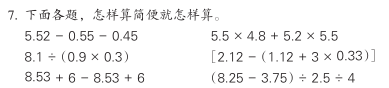 7. 下面各题，怎样算简便就怎样算。
5.52 − 0.55 − 0.45 5.5 × 4.8 + 5.2 × 5.5
8.1 ÷ (0.9 × 0.3) [2.12 − (1.12 + 3 × 0.33)]
8.53 + 6 − 8.53 + 6 (8.25 − 3.75) ÷ 2.5 ÷ 4